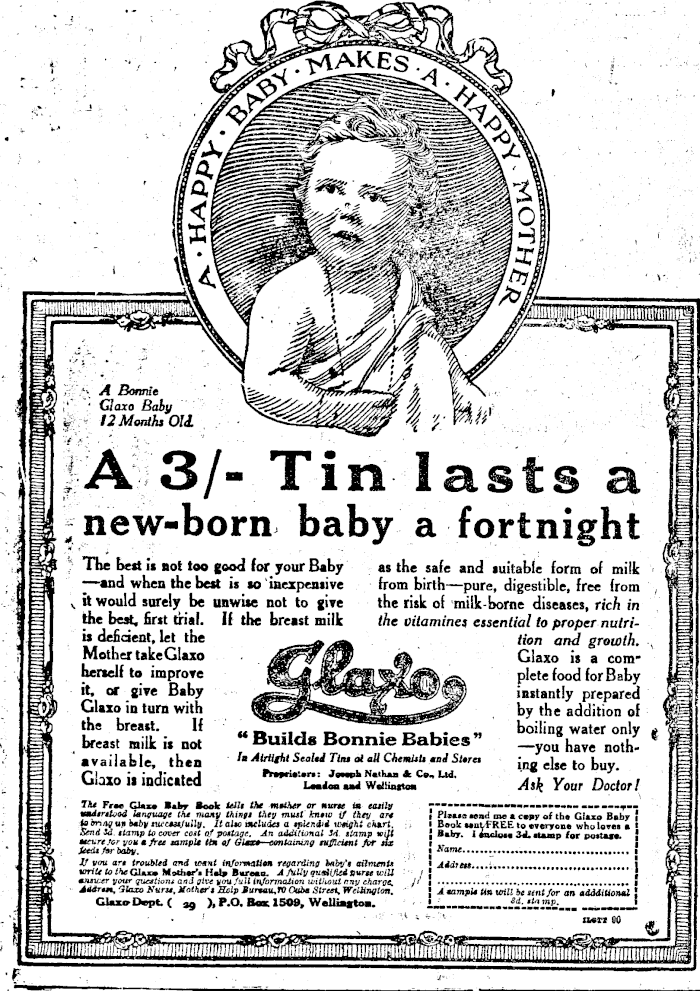 A · HAPPY · BABY · MAKES · A · HAPPY · MOTHER
A Bonnie
Glaxo Baby
12 Months Old.
A 3/- Tin lasts a
new-born baby a fortnight
The best is not too good for your Baby
—and when the best is so inexpensive
it would surely be unwise not to give
the best, first trial. If the breast milk
is deficient, let the
Mother take Glaxo
herself to improve
it, or give Baby
Glaxo in turn with
the breast. If
breast milk is not
available, then
Glaxo is indicated
as the safe and suitable form of milk
from birth—pure, digestible, free from
the risk of milk-borne diseases, rich in
the vitamines essential to proper nutri-
tion and growth.
Glaxo is a com-
plete food for Baby
instantly prepared
by the addition of
boiling water only
—you have noth-
ing else to buy.
Ask Your Doctor!
Glaxo
"Builds Bonnie Babies"
In Airtight Sealed Tins at all Chemists and Stores
Proprietors: Joseph Nathan & Co., Ltd.
London and Wellington
The Free Glaxo Baby Book tells the mother or nurse in easily
understood language the many things they must know if they are
to bring up baby successfully. It also includes a splendid weight chart.
Send 3d. stamp to cover cost of postage. An additional 3d. stamp will
secure for you a free sample tin of Glaxo—containing sufficient for six
feeds for baby.
If you are troubled and want information regarding baby's ailments
write to the Glaxo Mother's Help Bureau. A fully qualified nurse will
answer your questions and give you full information without any charge.
Address, Glaxo Nurse, Mother's Help Bureau, 70 Cuba Street, Wellington.
Glaxo Dept. ( 29 ), P.O. Box 1509, Wellington.
Please send me a copy of the Glaxo Baby
Book sent FREE to everyone who loves a
Baby. I enclose 3d. stamp for postage.
Name
Address
A sample tin will be sent for an additional
3d. stamp.